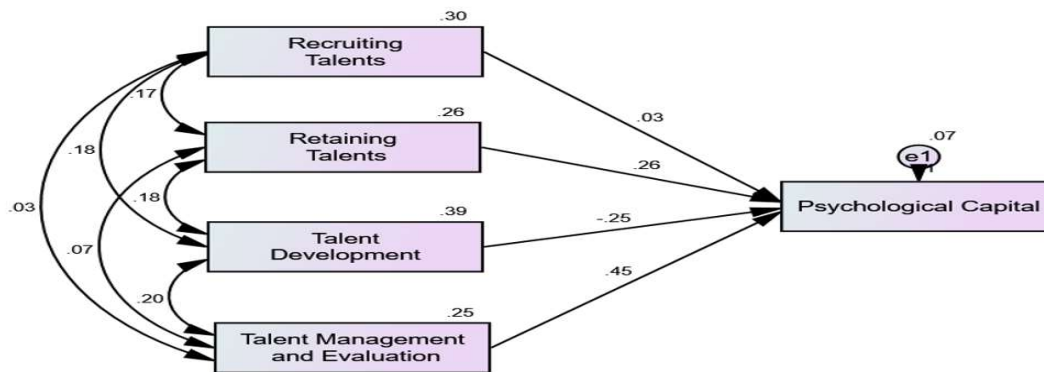 .30
Recruiting
Talents
.17
.03
.26
.07
Retaining
Talents
.26
e1
1
.18
Psychological Capital
.18
.39
-.25
.03
Talent
Development
.07
.45
.20
.25
Talent Management
and Evaluation